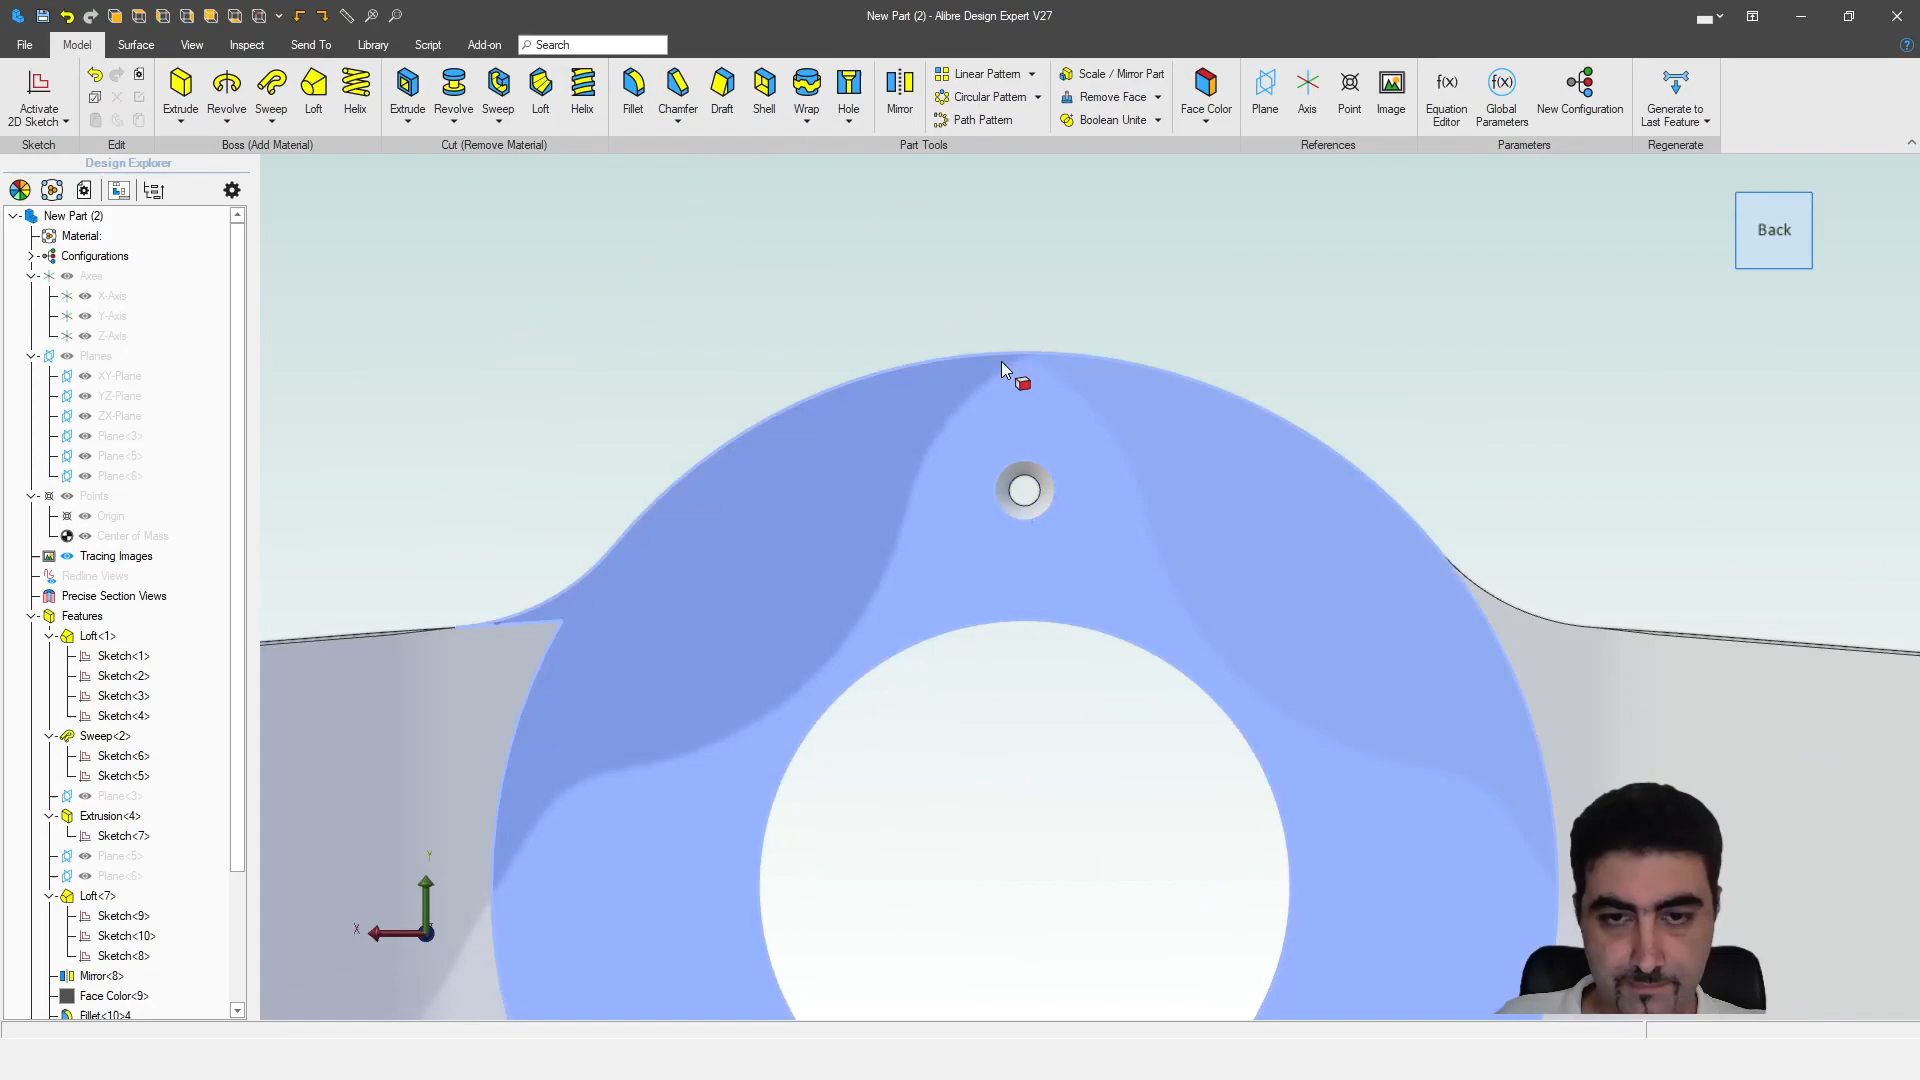 New Part (2) - Alibre Design Expert V27
File Model Surface View Inspect Send To Library Script Add-on Search
Activate
2D Sketch
Extrude Revolve Sweep Loft Helix
Extrude Revolve Sweep Loft Helix
Fillet Chamfer Draft Shell Wrap Hole Mirror
Linear Pattern
Circular Pattern
Path Pattern
Scale / Mirror Part
Remove Face
Boolean Unite
Face Color
Plane Axis Point Image
f(x) Equation
Editor
f(x) Global
Parameters
New Configuration
Generate to
Last Feature
Sketch Edit Boss (Add Material) Cut (Remove Material) Part Tools References Parameters Regenerate
Design Explorer
New Part (2)
Material:
Configurations
Axes
X-Axis
Y-Axis
Z-Axis
Planes
XY-Plane
YZ-Plane
ZX-Plane
Plane<3>
Plane<5>
Plane<6>
Points
Origin
Center of Mass
Tracing Images
Redline Views
Precise Section Views
Features
Loft<1>
Sketch<1>
Sketch<2>
Sketch<3>
Sketch<4>
Sweep<2>
Sketch<6>
Sketch<5>
Plane<3>
Extrusion<4>
Sketch<7>
Plane<5>
Plane<6>
Loft<7>
Sketch<9>
Sketch<10>
Sketch<8>
Mirror<8>
Face Color<9>
Fillet<10>4
Back
Y
X